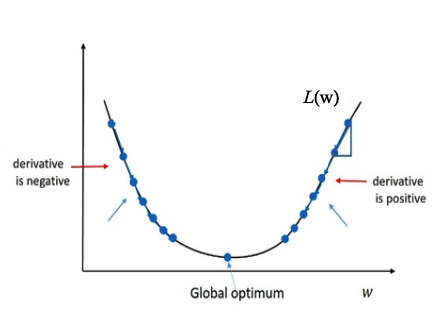 L(w)
derivative
is negative
derivative
is positive
Global optimum
w